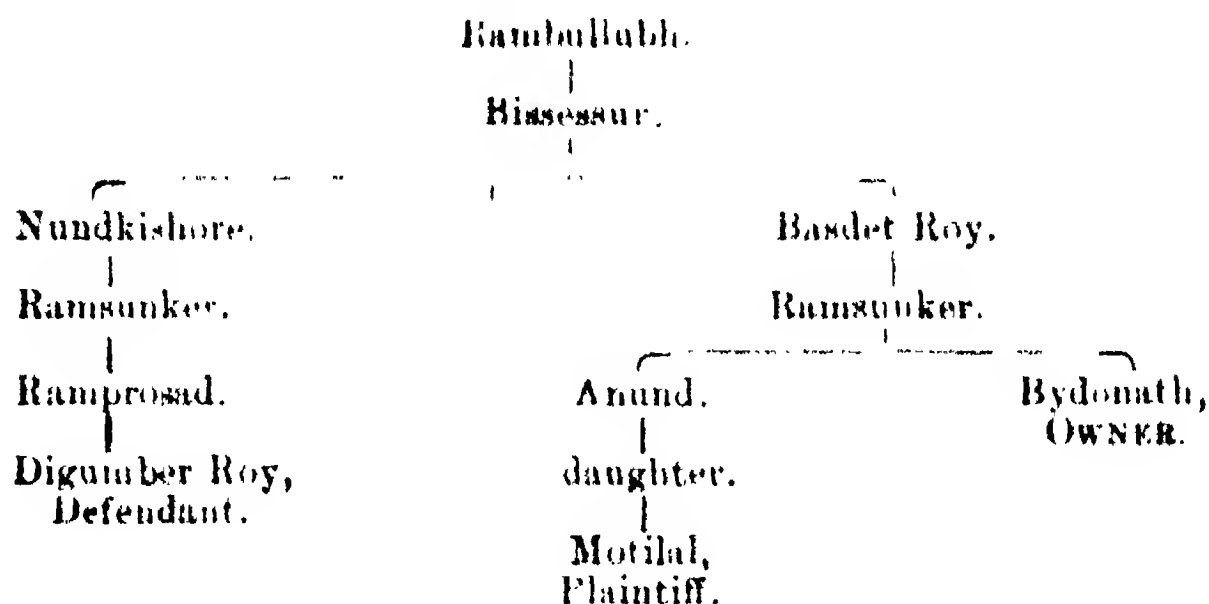 Rambullubh.
Bissessur.
Nundkishore. Basdet Roy.
Ramsunker. Ramsunker.
Ramprosad. Anund. Bydonath,
OWNER.
Digumber Roy, daughter.
Defendant.
Motilal,
Plaintiff.